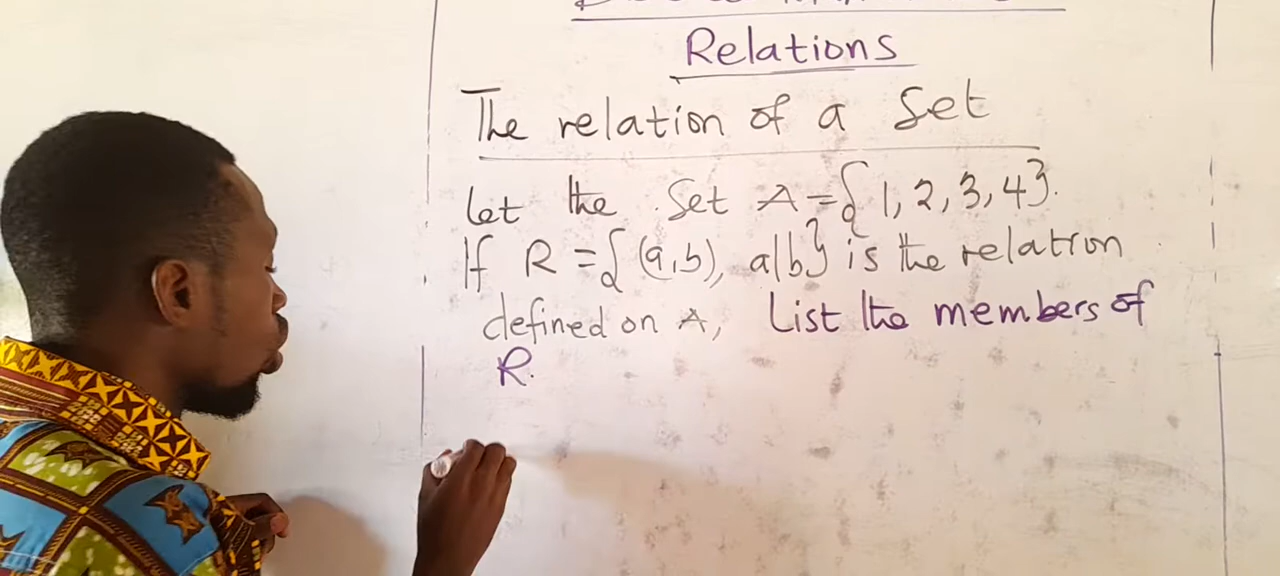 Relations
The relation of a Set
Let the Set A={1,2,3,4}.
If R={(a,b), a|b} is the relation
defined on A, List the members of
R.